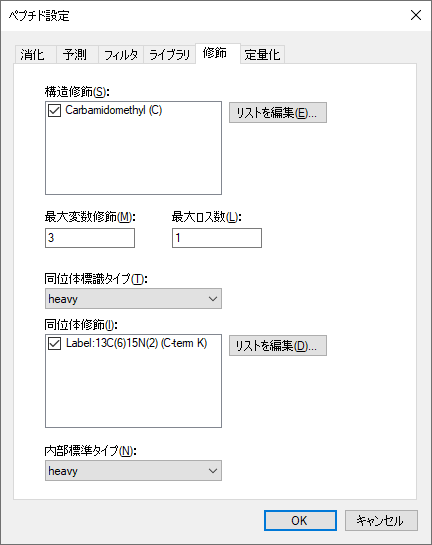 ペプチド設定
消化 予測 フィルタ ライブラリ 修飾 定量化
構造修飾(S):
Carbamidomethyl (C)
リストを編集(E)...
最大変数修飾(M): 最大ロス数(L):
3 1
同位体標識タイプ(T):
heavy
同位体修飾(I):
Label:13C(6)15N(2) (C-term K)
リストを編集(D)...
内部標準タイプ(N):
heavy
OK キャンセル